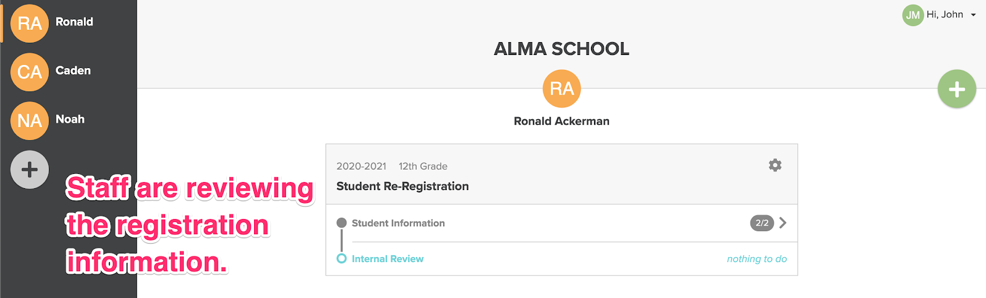 RA Ronald
CA Caden
NA Noah
JM Hi, John
ALMA SCHOOL
RA
Ronald Ackerman
2020-2021 12th Grade
Student Re-Registration
Student Information 2/2
Internal Review nothing to do
Staff are reviewing
the registration
information.